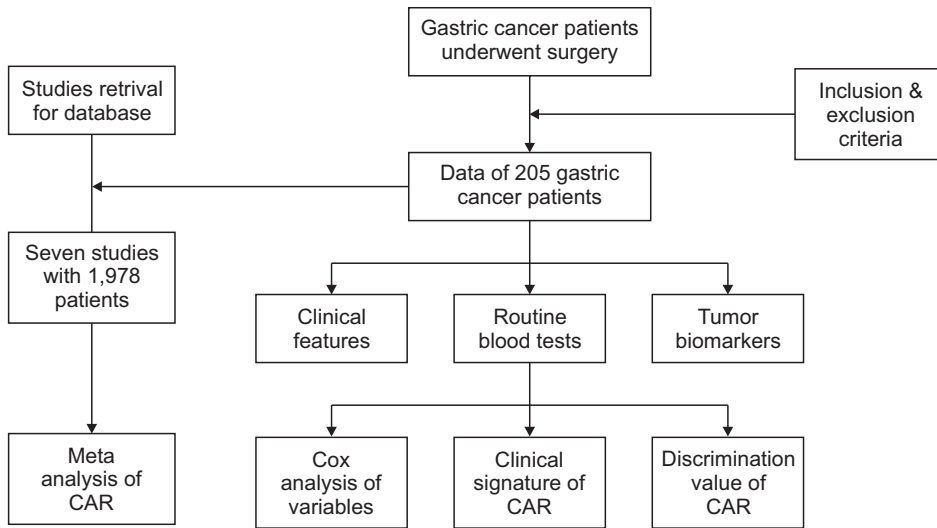 Gastric cancer patients
underwent surgery
Studies retrival
for database
Inclusion &
exclusion
criteria
Data of 205 gastric
cancer patients
Seven studies
with 1,978
patients
Clinical
features
Routine
blood tests
Tumor
biomarkers
Meta
analysis of
CAR
Cox
analysis of
variables
Clinical
signature of
CAR
Discrimination
value of
CAR